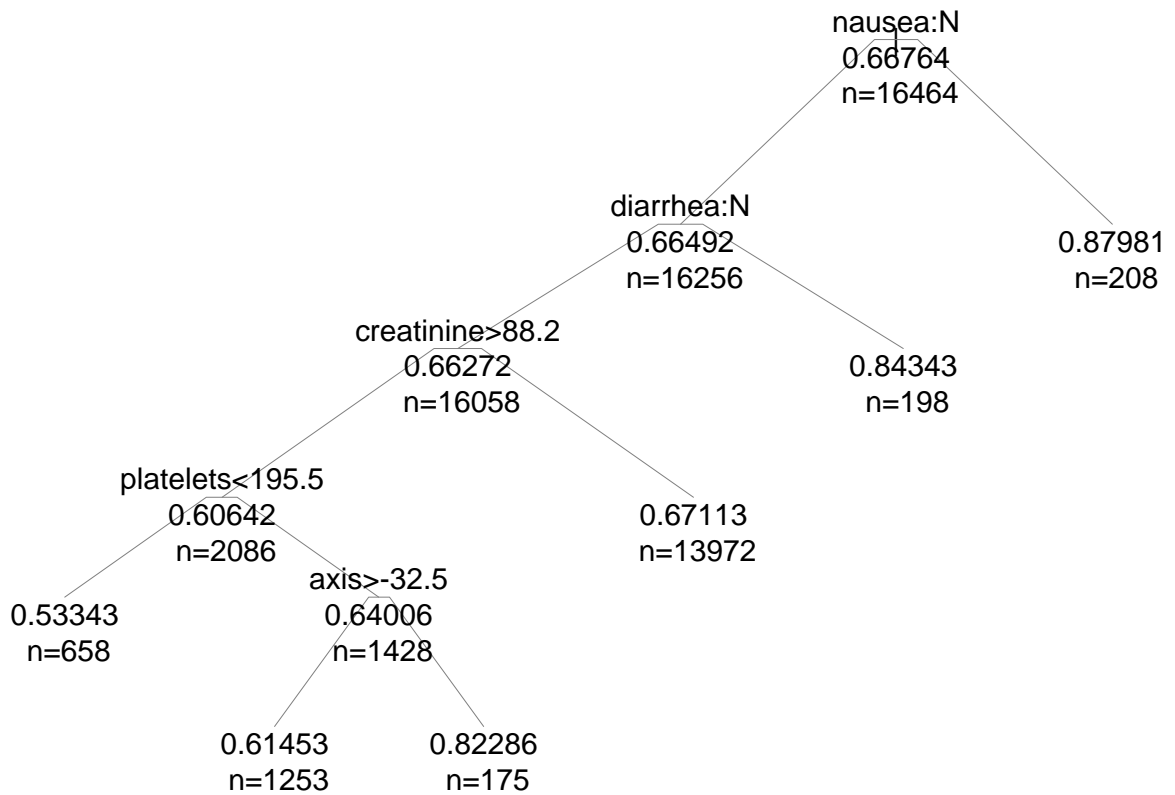 nausea:N
0.66764
n=16464
diarrhea:N
0.66492
n=16256
0.87981
n=208
creatinine>88.2
0.66272
n=16058
0.84343
n=198
platelets<195.5
0.60642
n=2086
0.67113
n=13972
axis>-32.5
0.53343
n=658
0.64006
n=1428
0.61453
n=1253
0.82286
n=175